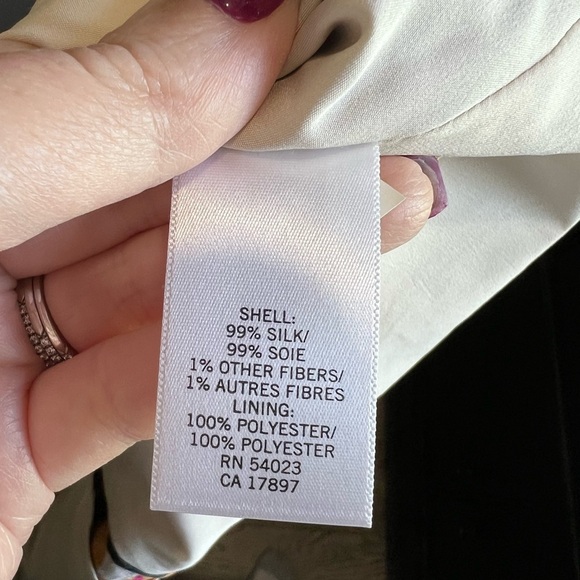 SHELL:
99% SILK/
99% SOIE
1% OTHER FIBERS/
1% AUTRES FIBRES
LINING:
100% POLYESTER/
100% POLYESTER
RN 54023
CA 17897